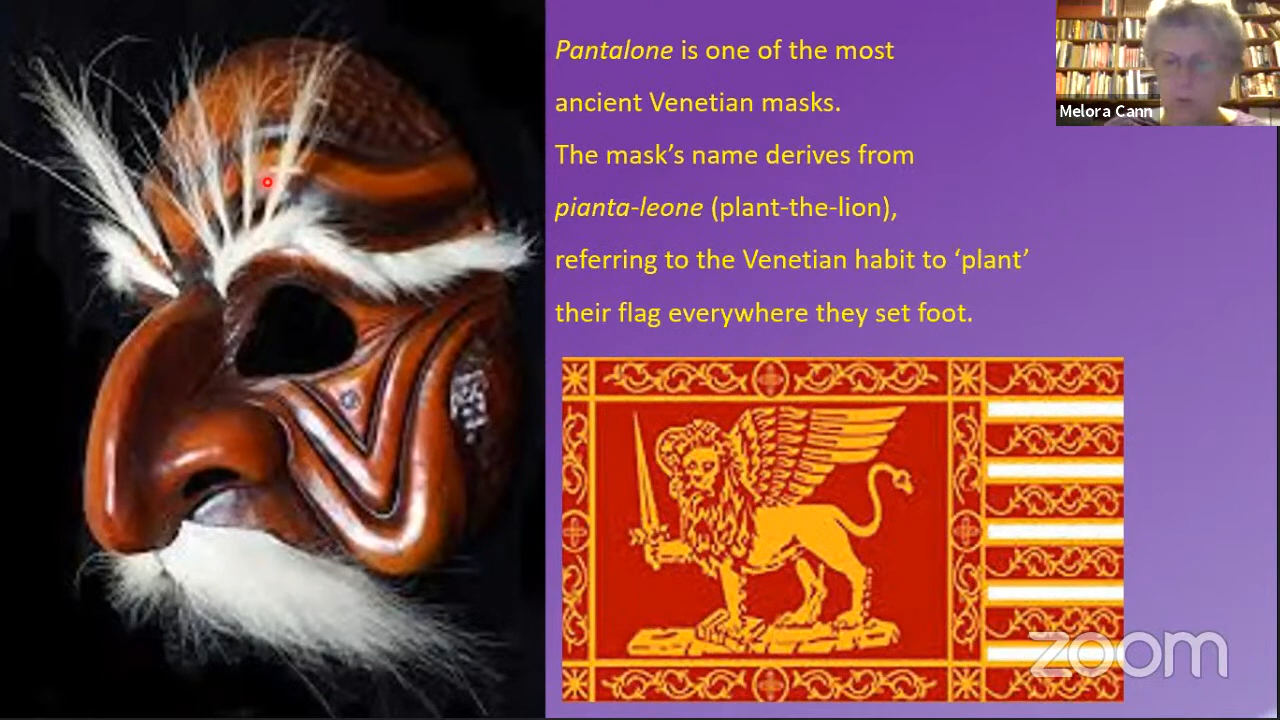 Pantalone is one of the most
ancient Venetian masks.
The mask’s name derives from
pianta-leone (plant-the-lion),
referring to the Venetian habit to ‘plant’
their flag everywhere they set foot.
Melora Cann
zoom